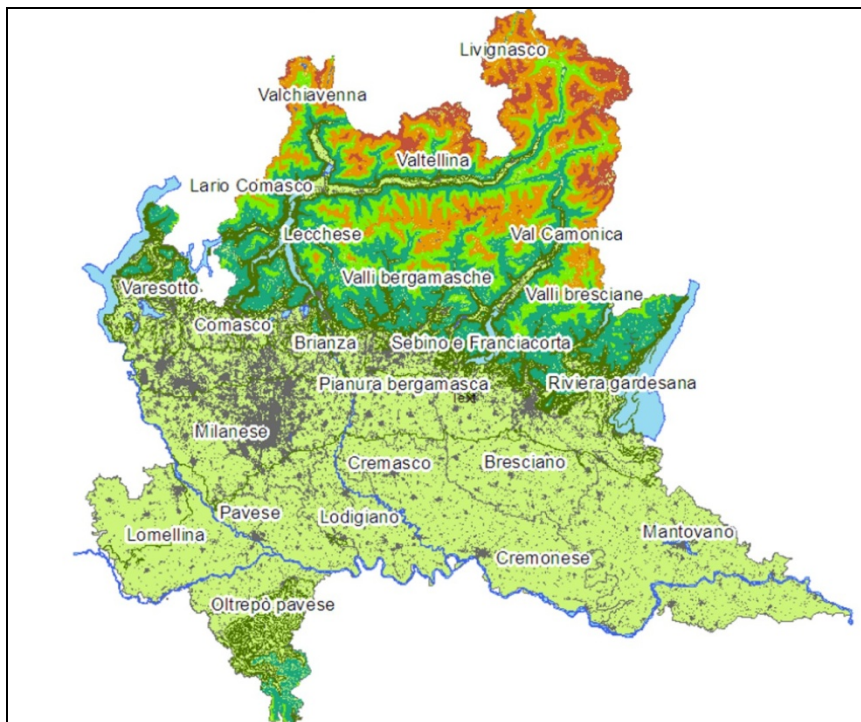 Livignasco
Valchiavenna
Valtellina
Lario Comasco
Lecchese
Val Camonica
Valli bergamasche
Varesotto
Valli bresciane
Comasco
Brianza
Sebino e Franciacorta
Pianura bergamasca
Riviera gardesana
Text
Milanese
Cremasco
Bresciano
Pavese
Lodigiano
Lomellina
Mantovano
Cremonese
Oltrepò pavese